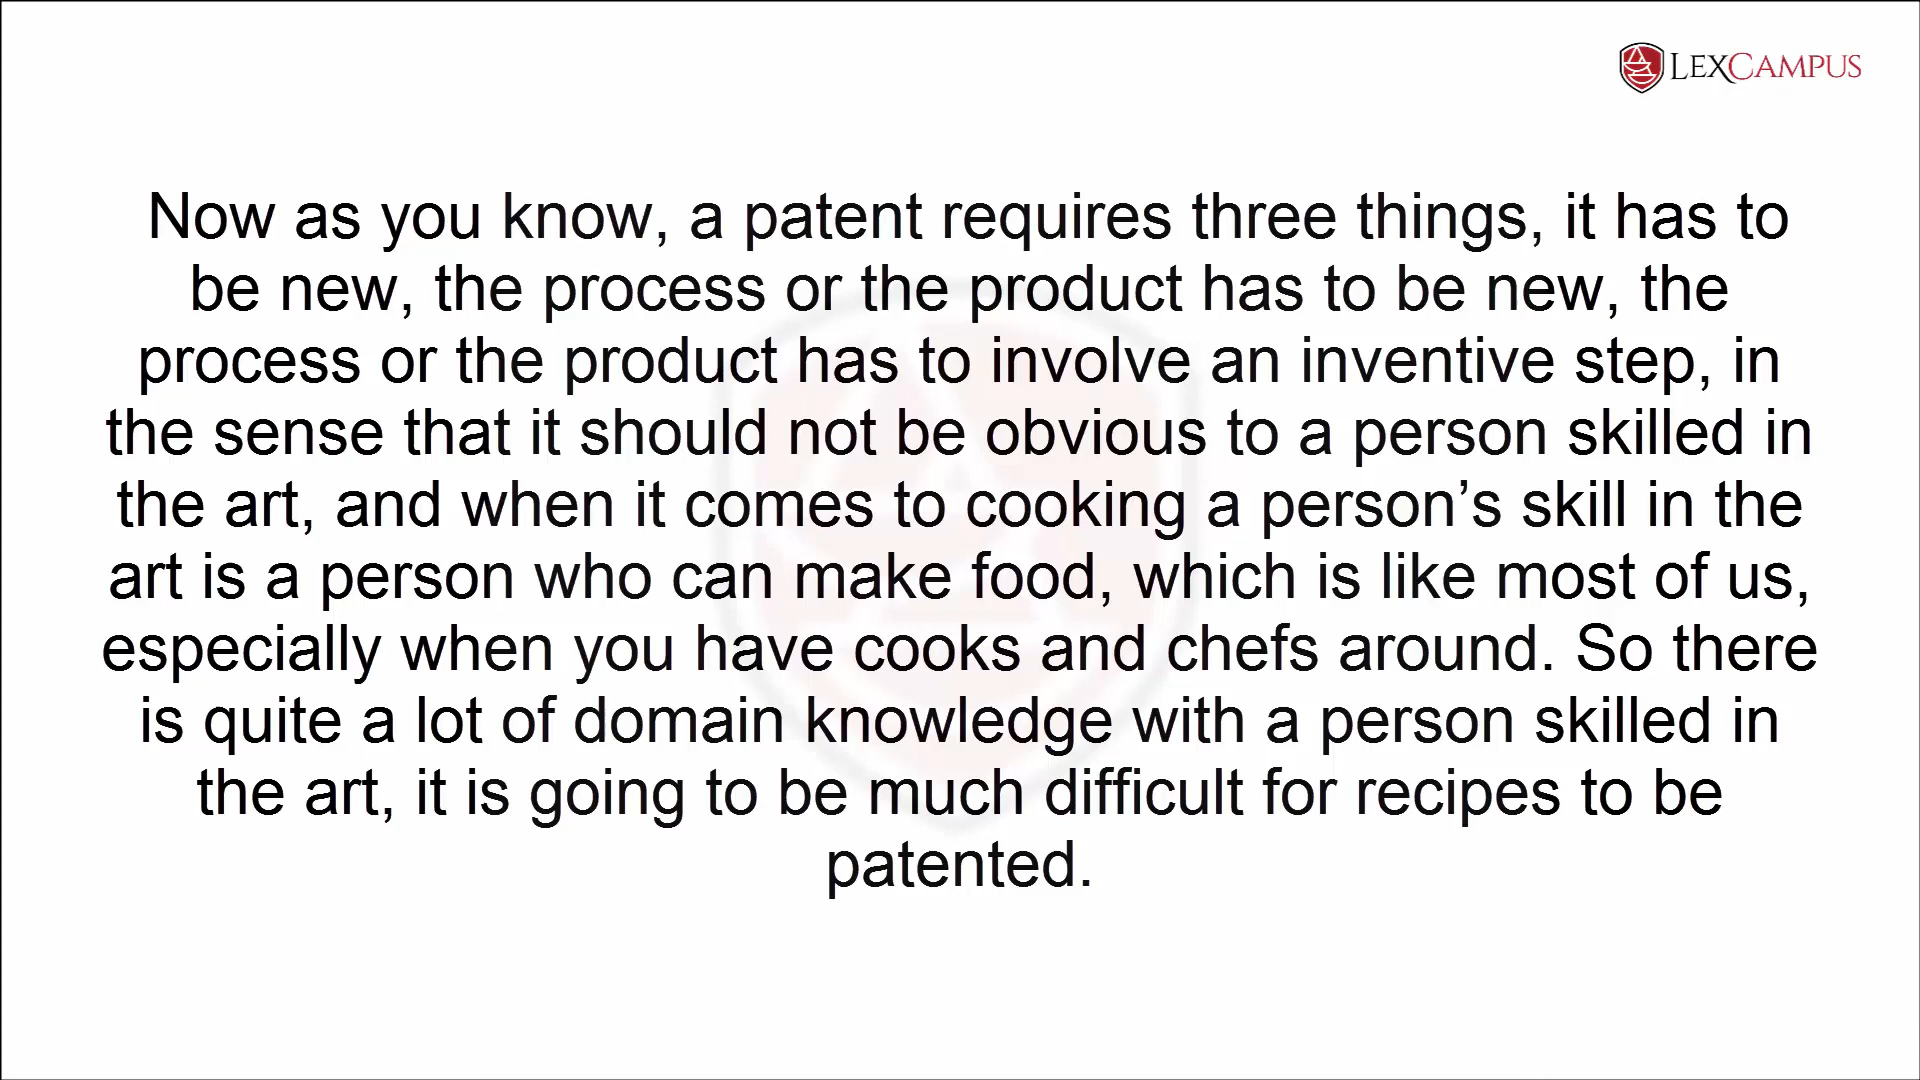 LEXCAMPUS
Now as you know, a patent requires three things, it has to
be new, the process or the product has to be new, the
process or the product has to involve an inventive step, in
the sense that it should not be obvious to a person skilled in
the art, and when it comes to cooking a person’s skill in the
art is a person who can make food, which is like most of us,
especially when you have cooks and chefs around. So there
is quite a lot of domain knowledge with a person skilled in
the art, it is going to be much difficult for recipes to be
patented.